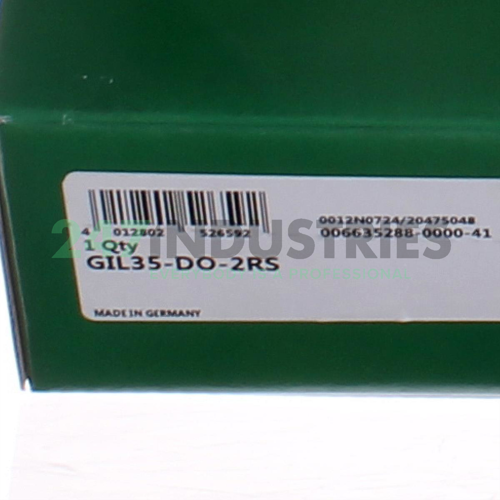 4 012802 526592
0012N0724/20475048
006635288-0000-41
1 Qty
GIL35-DO-2RS
MADE IN GERMANY
INDUSTRIES